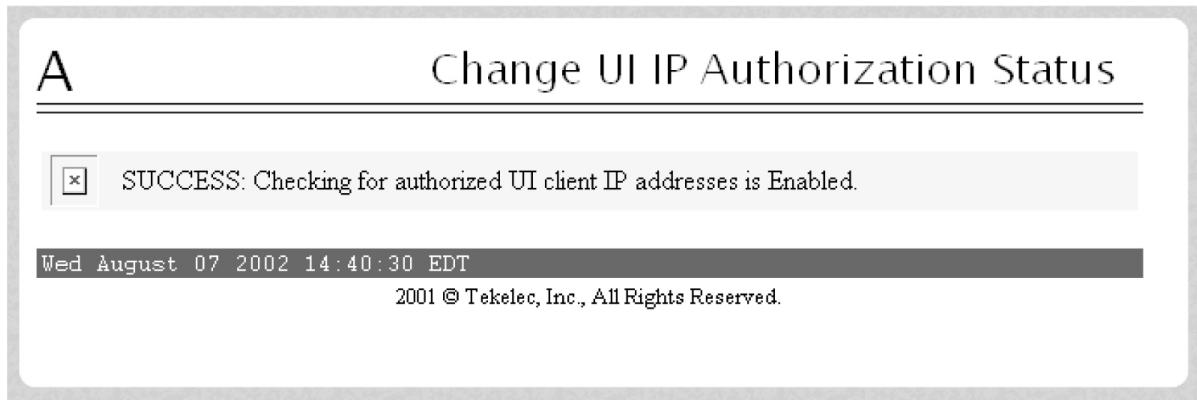 A Change UI IP Authorization Status
SUCCESS: Checking for authorized UI client IP addresses is Enabled.
Wed August 07 2002 14:40:30 EDT
2001 © Tekelec, Inc., All Rights Reserved.